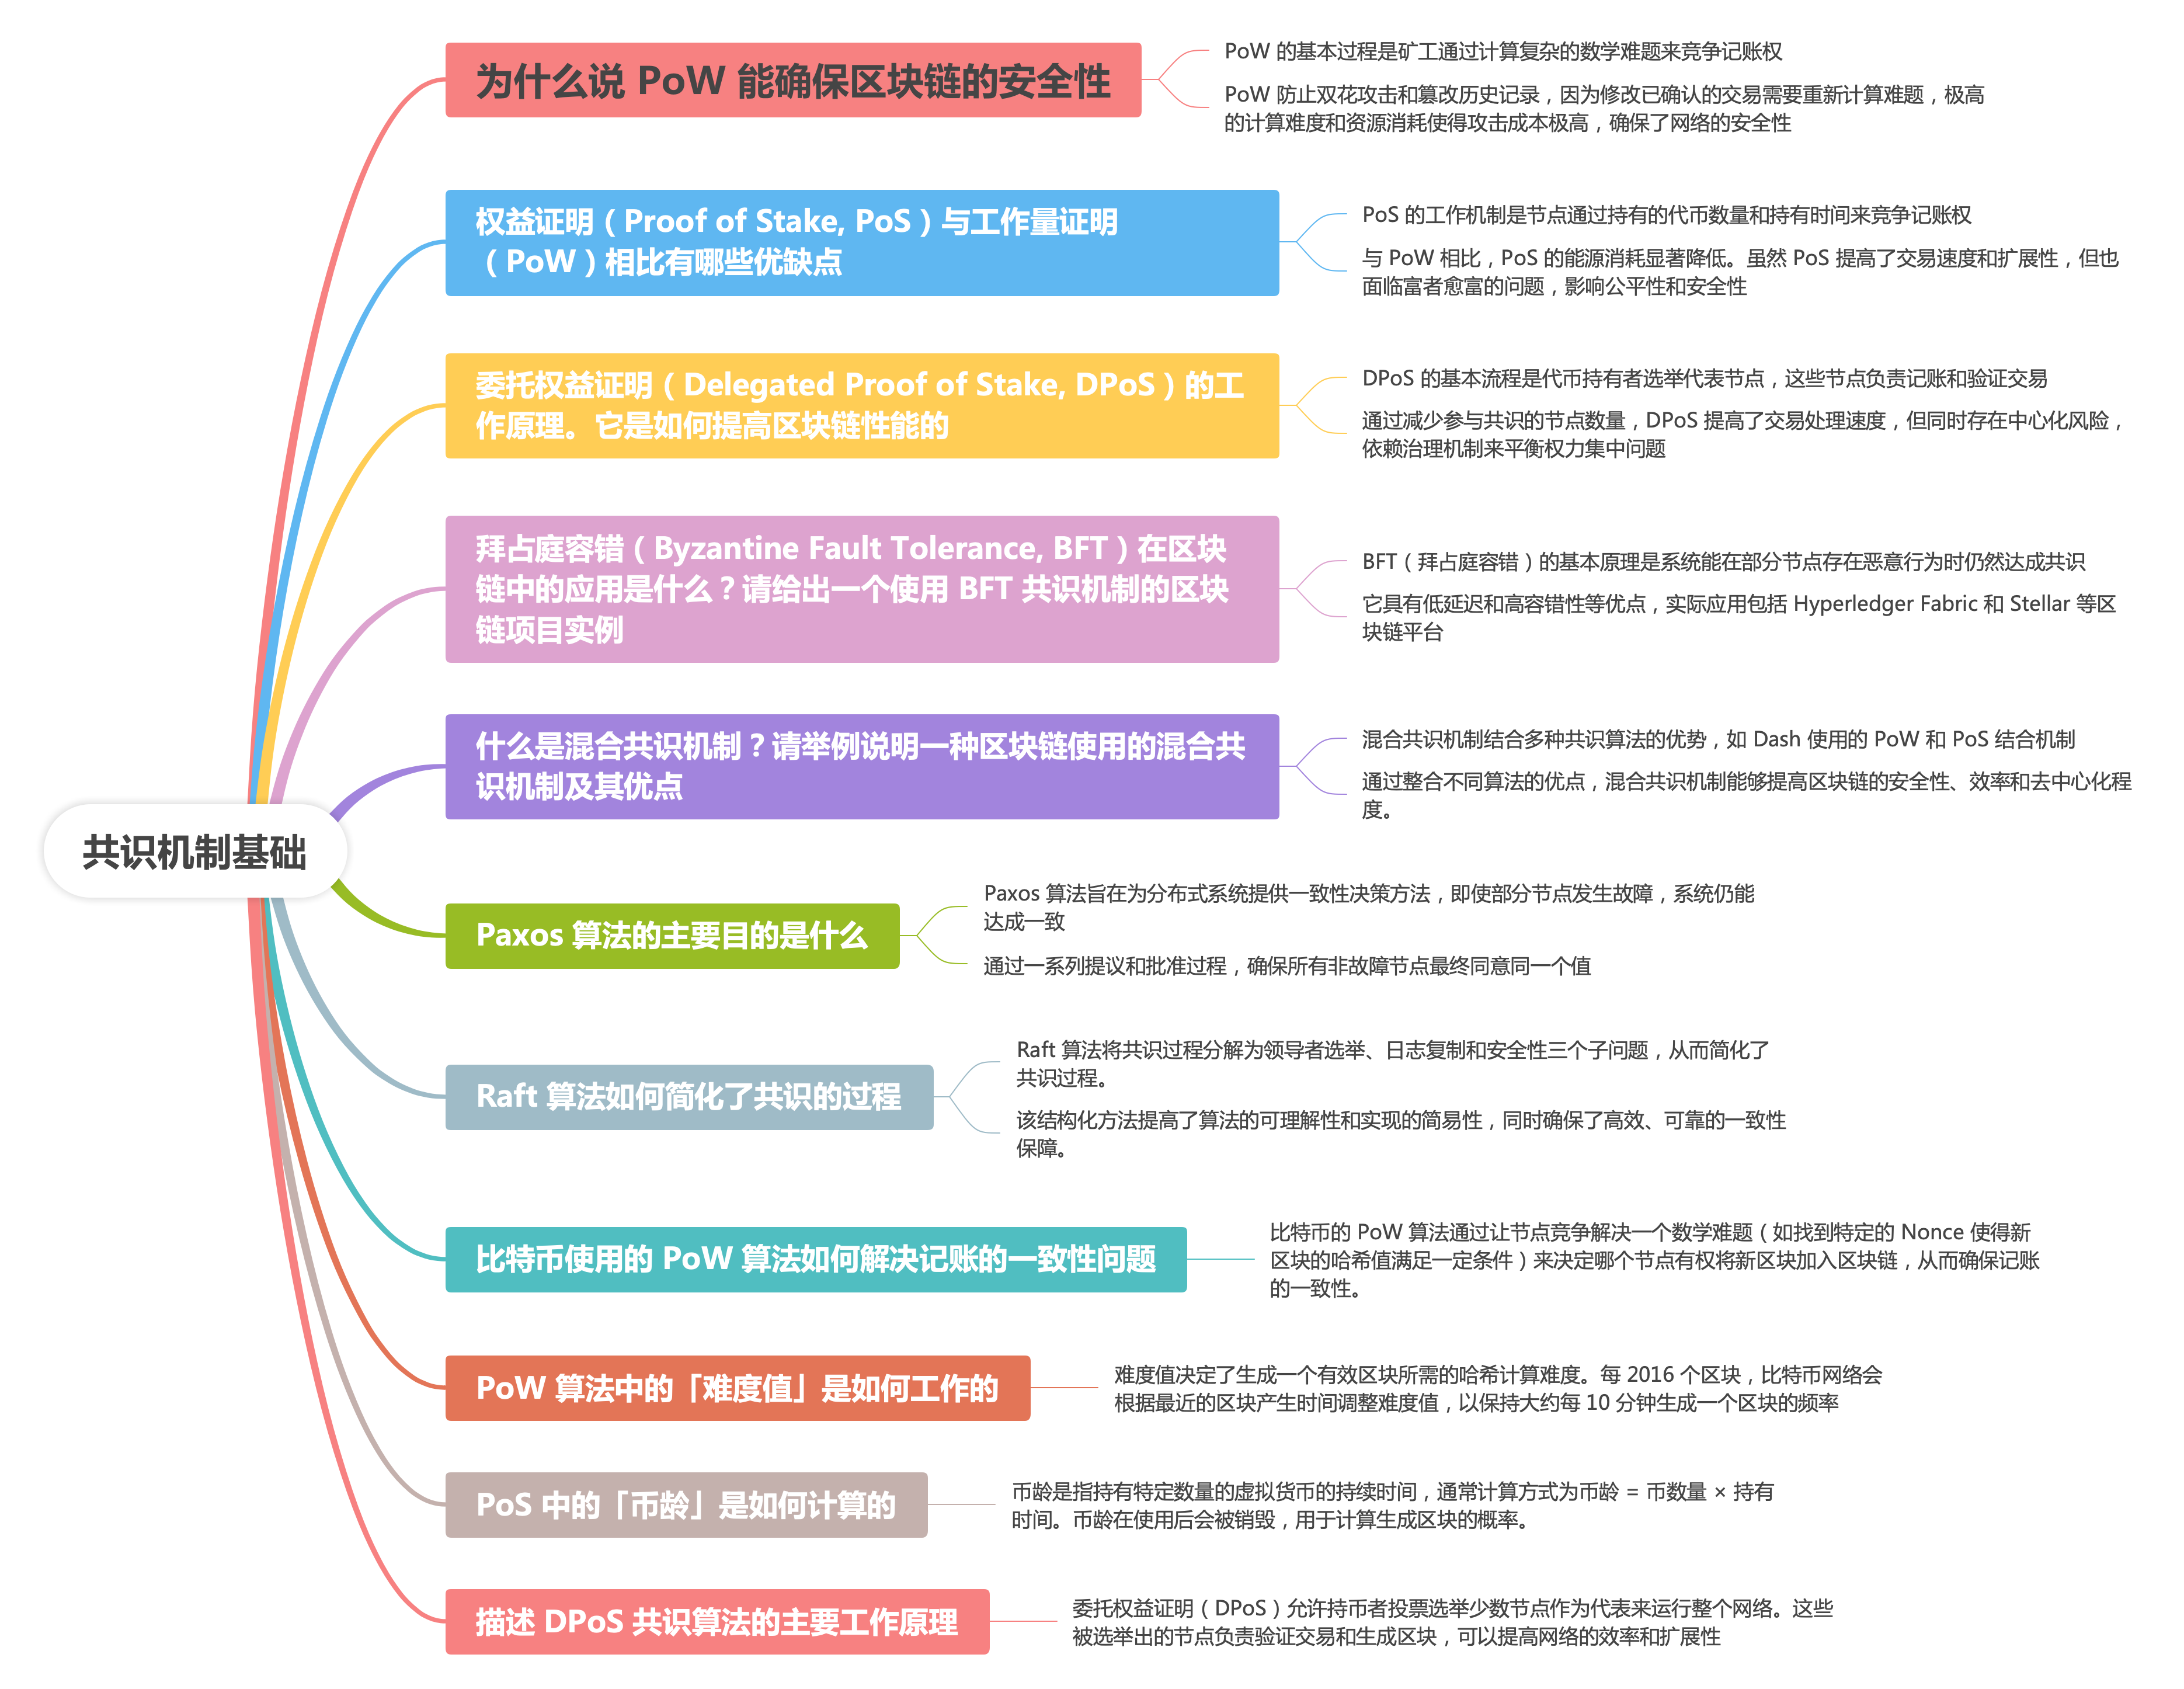 共识机制基础
为什么说 PoW 能确保区块链的安全性
PoW 的基本过程是矿工通过计算复杂的数学难题来竞争记账权
PoW 防止双花攻击和篡改历史记录，因为修改已确认的交易需要重新计算难题，极高
的计算难度和资源消耗使得攻击成本极高，确保了网络的安全性
权益证明（Proof of Stake, PoS）与工作量证明
（PoW）相比有哪些优缺点
PoS 的工作机制是节点通过持有的代币数量和持有时间来竞争记账权
与 PoW 相比，PoS 的能源消耗显著降低。虽然 PoS 提高了交易速度和扩展性，但也
面临富者愈富的问题，影响公平性和安全性
委托权益证明（Delegated Proof of Stake, DPoS）的工
作原理。它是如何提高区块链性能的
DPoS 的基本流程是代币持有者选举代表节点，这些节点负责记账和验证交易
通过减少参与共识的节点数量，DPoS 提高了交易处理速度，但同时存在中心化风险，
依赖治理机制来平衡权力集中问题
拜占庭容错（Byzantine Fault Tolerance, BFT）在区块
链中的应用是什么？请给出一个使用 BFT 共识机制的区块
链项目实例
BFT（拜占庭容错）的基本原理是系统能在部分节点存在恶意行为时仍然达成共识
它具有低延迟和高容错性等优点，实际应用包括 Hyperledger Fabric 和 Stellar 等区
块链平台
什么是混合共识机制？请举例说明一种区块链使用的混合共
识机制及其优点
混合共识机制结合多种共识算法的优势，如 Dash 使用的 PoW 和 PoS 结合机制
通过整合不同算法的优点，混合共识机制能够提高区块链的安全性、效率和去中心化程
度。
Paxos 算法的主要目的是什么
Paxos 算法旨在为分布式系统提供一致性决策方法，即使部分节点发生故障，系统仍能
达成一致
通过一系列提议和批准过程，确保所有非故障节点最终同意同一个值
Raft 算法如何简化了共识的过程
Raft 算法将共识过程分解为领导者选举、日志复制和安全性三个子问题，从而简化了
共识过程。
该结构化方法提高了算法的可理解性和实现的简易性，同时确保了高效、可靠的一致性
保障。
比特币使用的 PoW 算法如何解决记账的一致性问题
比特币的 PoW 算法通过让节点竞争解决一个数学难题（如找到特定的 Nonce 使得新
区块的哈希值满足一定条件）来决定哪个节点有权将新区块加入区块链，从而确保记账
的一致性。
PoW 算法中的「难度值」是如何工作的
难度值决定了生成一个有效区块所需的哈希计算难度。每 2016 个区块，比特币网络会
根据最近的区块产生时间调整难度值，以保持大约每 10 分钟生成一个区块的频率
PoS 中的「币龄」是如何计算的
币龄是指持有特定数量的虚拟货币的持续时间，通常计算方式为币龄 = 币数量 × 持有
时间。币龄在使用后会被销毁，用于计算生成区块的概率。
描述 DPoS 共识算法的主要工作原理
委托权益证明（DPoS）允许持币者投票选举少数节点作为代表来运行整个网络。这些
被选举出的节点负责验证交易和生成区块，可以提高网络的效率和扩展性